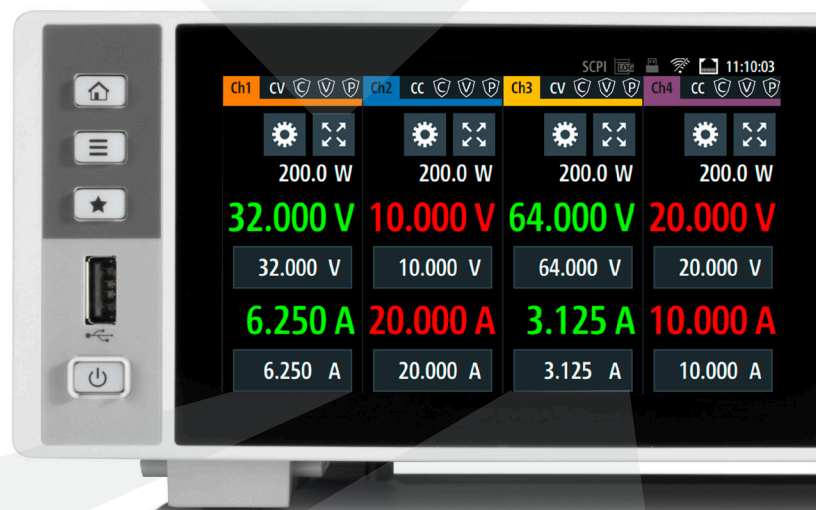 SCPI LOG 11:10:03
Ch1 CV C V P Ch2 CC C V P Ch3 CV C V P Ch4 CC C V P
200.0 W 200.0 W 200.0 W 200.0 W
32.000 V 10.000 V 64.000 V 20.000 V
32.000 V 10.000 V 64.000 V 20.000 V
6.250 A 20.000 A 3.125 A 10.000 A
6.250 A 20.000 A 3.125 A 10.000 A